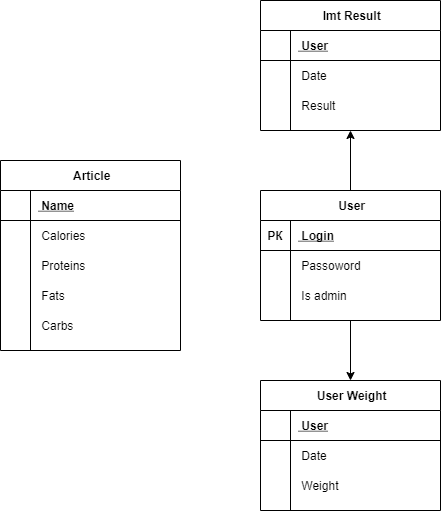 Imt Result
User
Date
Result
Article
Name
Calories
Proteins
Fats
Carbs
User
PK Login
Passoword
Is admin
User Weight
User
Date
Weight